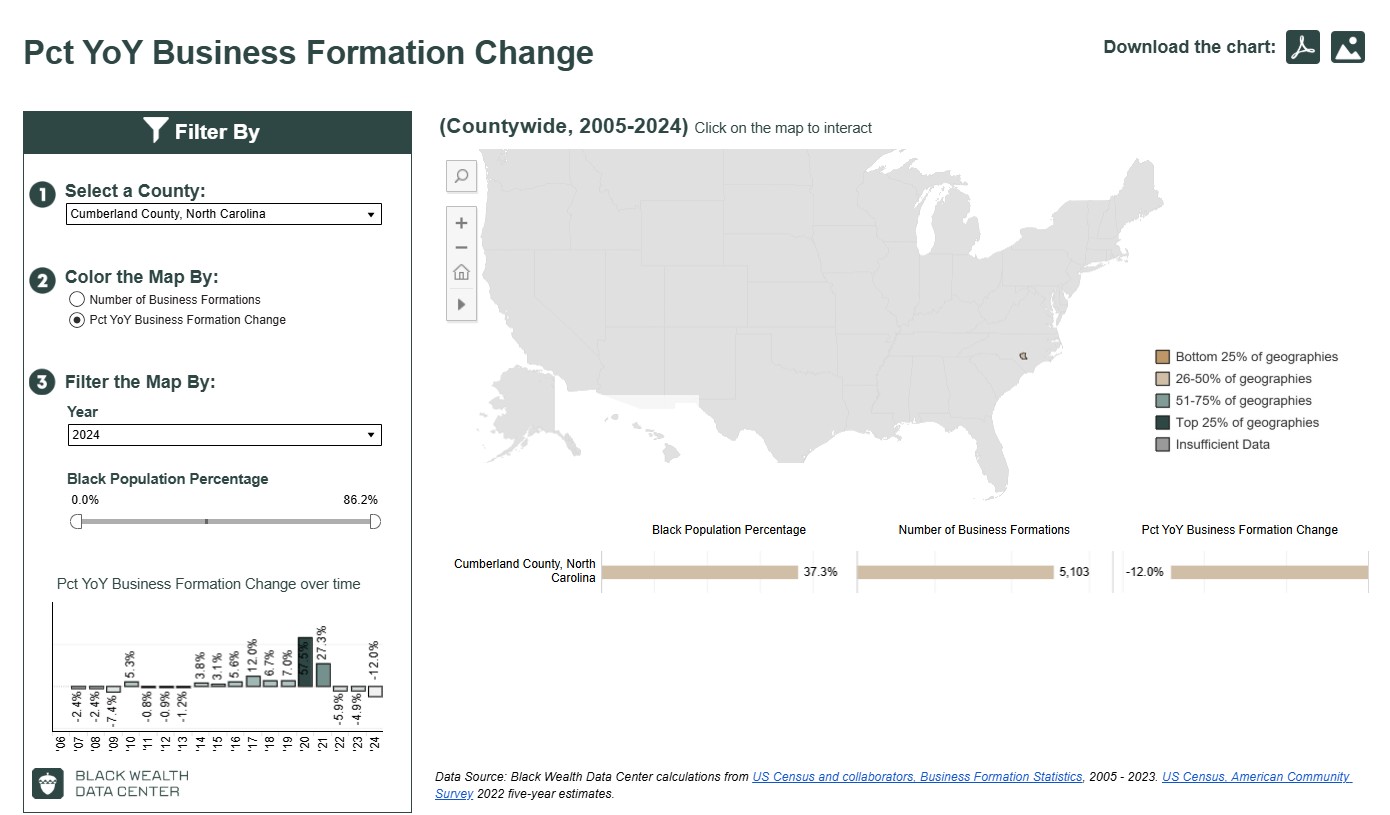 Pct YoY Business Formation Change
Download the chart:
Filter By
1 Select a County:
Cumberland County, North Carolina
2 Color the Map By:
Number of Business Formations
Pct YoY Business Formation Change
3 Filter the Map By:
Year
2024
Black Population Percentage
0.0% 86.2%
Pct YoY Business Formation Change over time
-2.4% -2.4% -7.4% 5.3% -0.8% -0.9% -1.2% 3.8% 3.1% 5.6% 12.0% 6.7% 7.0% 57.5% 27.3% -5.9% -4.9% -12.0%
'06 '07 '08 '09 '10 '11 '12 '13 '14 '15 '16 '17 '18 '19 '20 '21 '22 '23 '24
BLACK WEALTH
DATA CENTER
(Countywide, 2005-2024) Click on the map to interact
Bottom 25% of geographies
26-50% of geographies
51-75% of geographies
Top 25% of geographies
Insufficient Data
Black Population Percentage Number of Business Formations Pct YoY Business Formation Change
Cumberland County, North
Carolina
37.3% 5,103 -12.0%
Data Source: Black Wealth Data Center calculations from US Census and collaborators, Business Formation Statistics, 2005 - 2023. US Census, American Community
Survey 2022 five-year estimates.